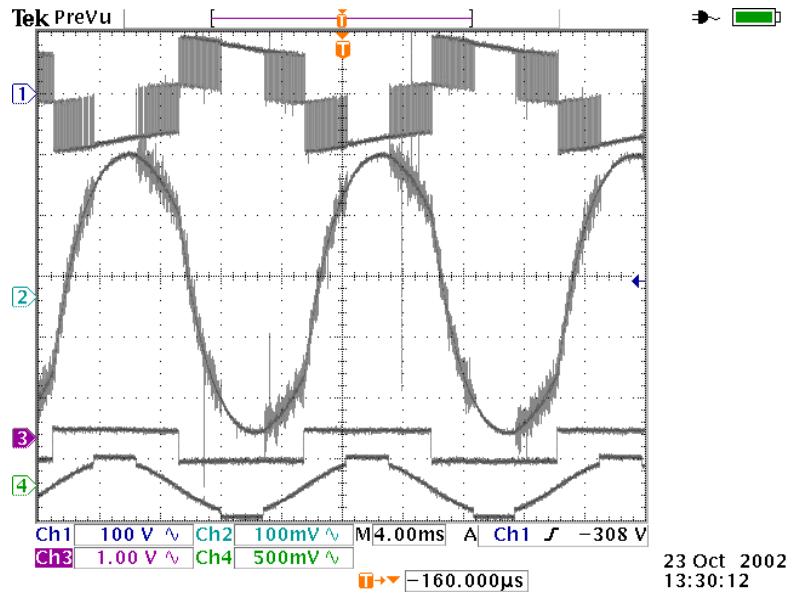 Tek PreVu
T
T
1
2
3
4
Ch1 100 V ∿ Ch2 100mV ∿ M 4.00ms A Ch1 ƒ −308 V
Ch3 1.00 V ∿ Ch4 500mV ∿
T→▼ −160.000µs
23 Oct 2002
13:30:12